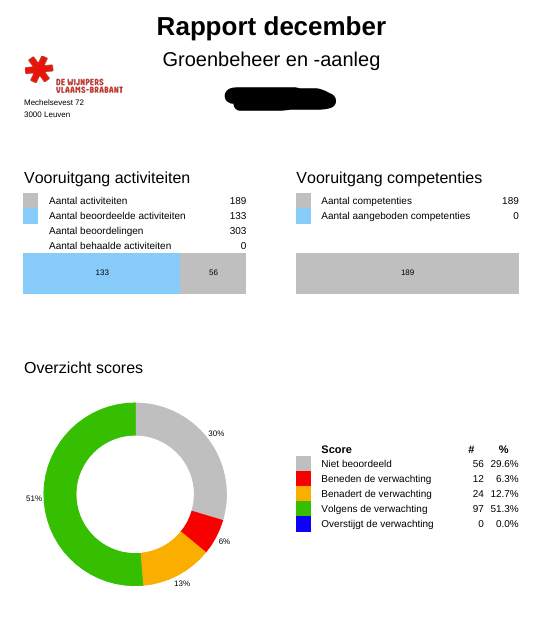 Rapport december
Groenbeheer en -aanleg
DE WIJNPERS
VLAAMS-BRABANT
Mechelsevest 72
3000 Leuven
Vooruitgang activiteiten
Aantal activiteiten 189
Aantal beoordeelde activiteiten 133
Aantal beoordelingen 303
Aantal behaalde activiteiten 0
133 56
Vooruitgang competenties
Aantal competenties 189
Aantal aangeboden competenties 0
189
Overzicht scores
30%
51%
6%
13%
Score # %
Niet beoordeeld 56 29.6%
Beneden de verwachting 12 6.3%
Benadert de verwachting 24 12.7%
Volgens de verwachting 97 51.3%
Overstijgt de verwachting 0 0.0%